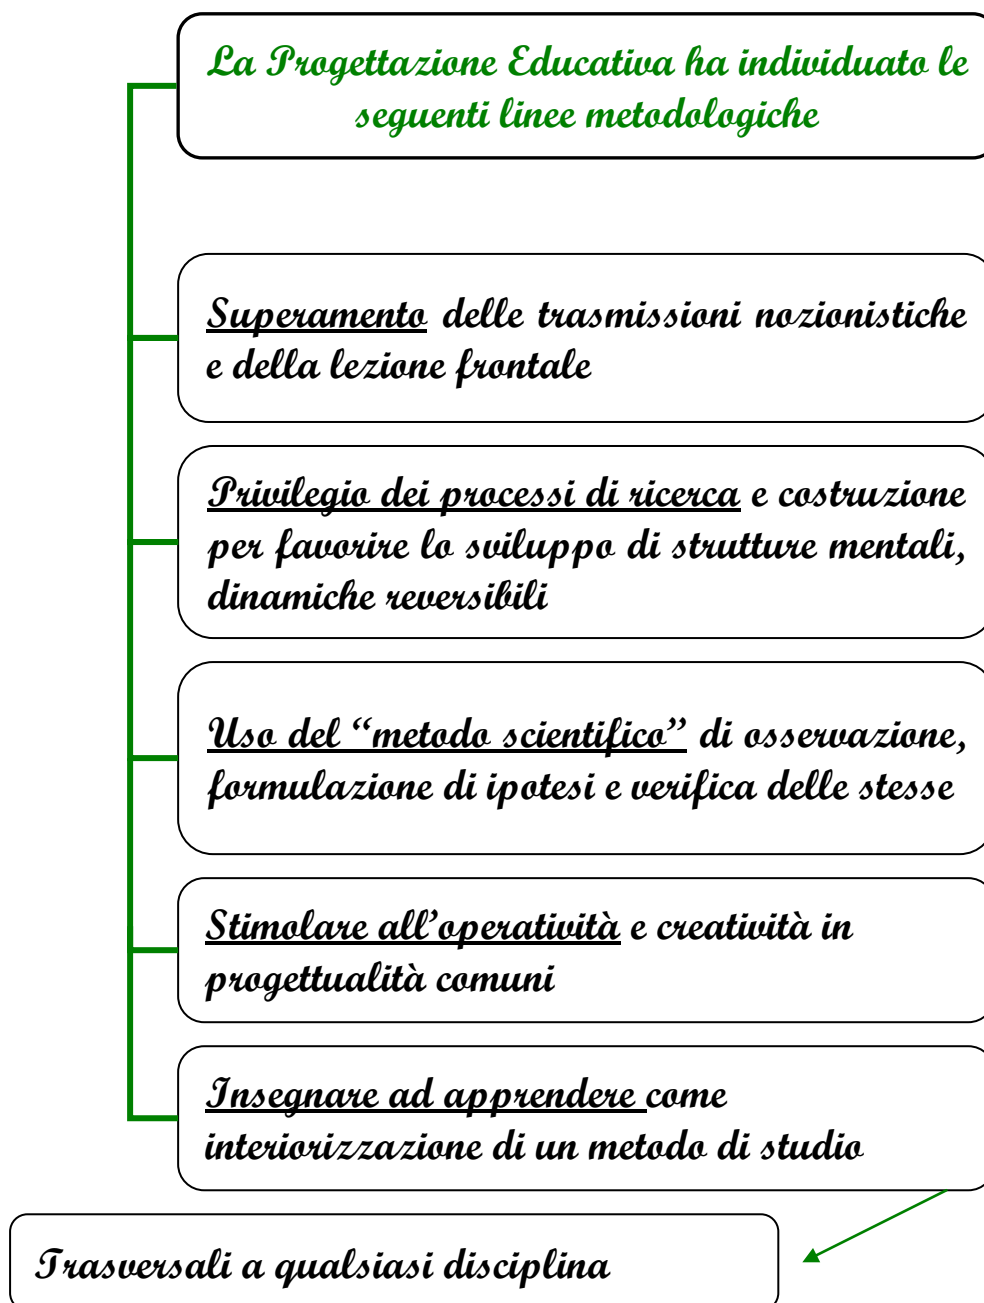 La Progettazione Educativa ha individuato le
seguenti linee metodologiche
Superamento delle trasmissioni nozionistiche
e della lezione frontale
Privilegio dei processi di ricerca e costruzione
per favorire lo sviluppo di strutture mentali,
dinamiche reversibili
Uso del “metodo scientifico” di osservazione,
formulazione di ipotesi e verifica delle stesse
Stimolare all’operatività e creatività in
progettualità comuni
Insegnare ad apprendere come
interiorizzazione di un metodo di studio
Trasversali a qualsiasi disciplina